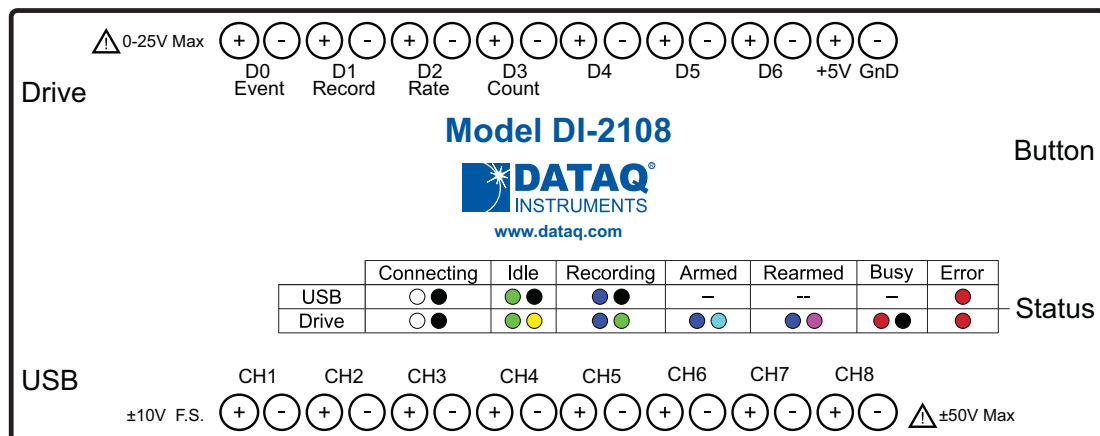 ⚠ 0-25V Max + - + - + - + - + - + - + - + -
D0 D1 D2 D3 D4 D5 D6 +5V GnD
Event Record Rate Count
Drive
Model DI-2108
Button
DATAQ®
INSTRUMENTS
www.dataq.com
Connecting Idle Recording Armed Rearmed Busy Error
USB – -- –
Drive
Status
USB
CH1 CH2 CH3 CH4 CH5 CH6 CH7 CH8
±10V F.S. + - + - + - + - + - + - + - + - ⚠ ±50V Max